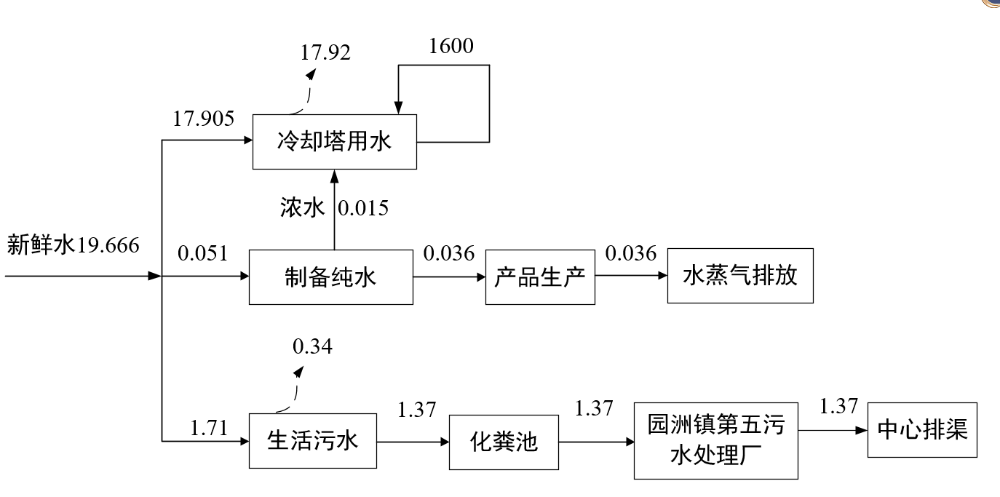 17.92
1600
17.905
冷却塔用水
浓水 0.015
新鲜水19.666
0.051
制备纯水
0.036
产品生产
0.036
水蒸气排放
0.34
1.71
生活污水
1.37
化粪池
1.37
园洲镇第五污
水处理厂
1.37
中心排渠